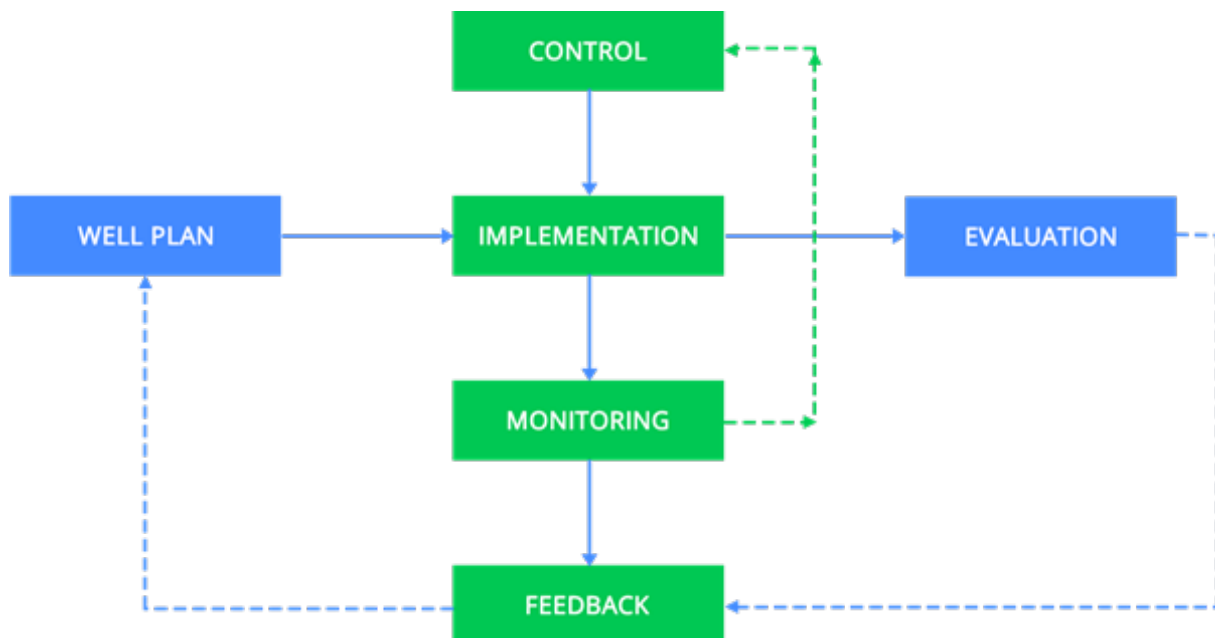 CONTROL
WELL PLAN
IMPLEMENTATION
EVALUATION
MONITORING
FEEDBACK